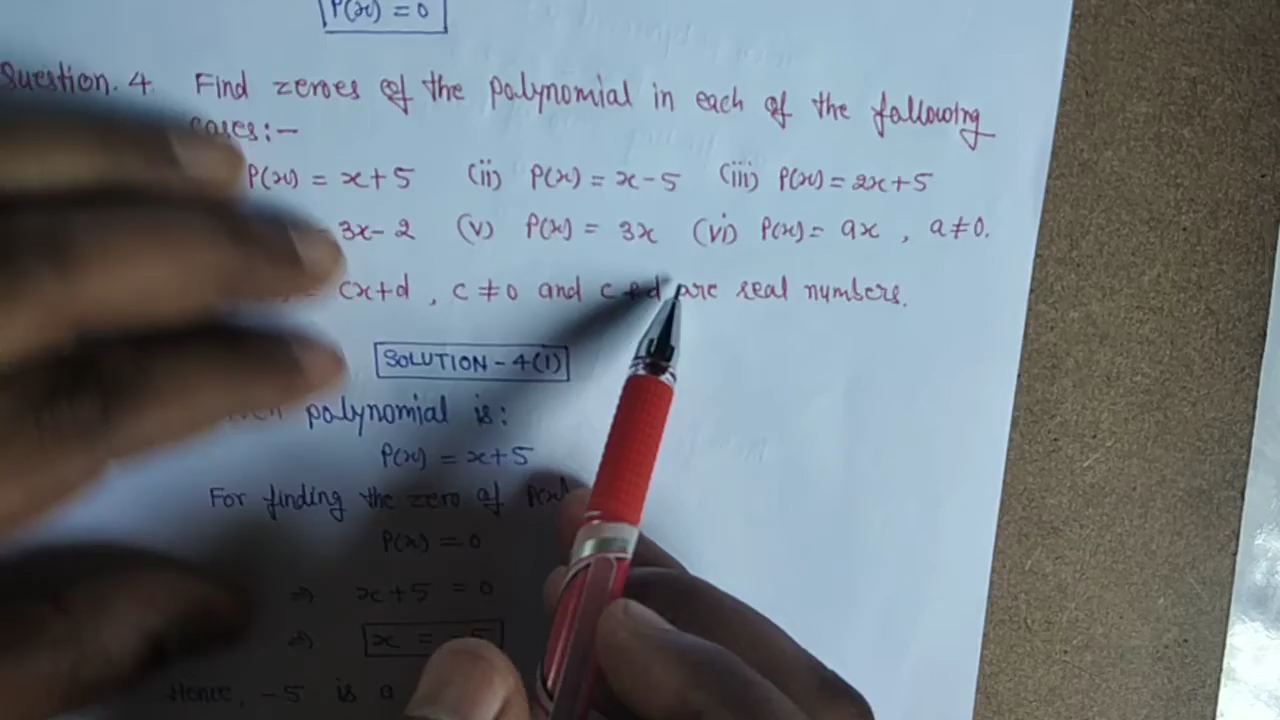 P(x) = 0
Question. 4. Find zeroes of the polynomial in each of the following
cases:-
P(x) = x+5 (ii) P(x) = x-5 (iii) P(x) = 2x+5
3x-2 (v) P(x) = 3x (vi) P(x) = ax , a≠0.
= cx+d , c≠0 and c & d are real numbers.
SOLUTION-4(1)
polynomial is:
P(x) = x+5
For finding the zero of P(x)
P(x) = 0
⇒ x+5 = 0
⇒ x = -5
Hence, -5 is a